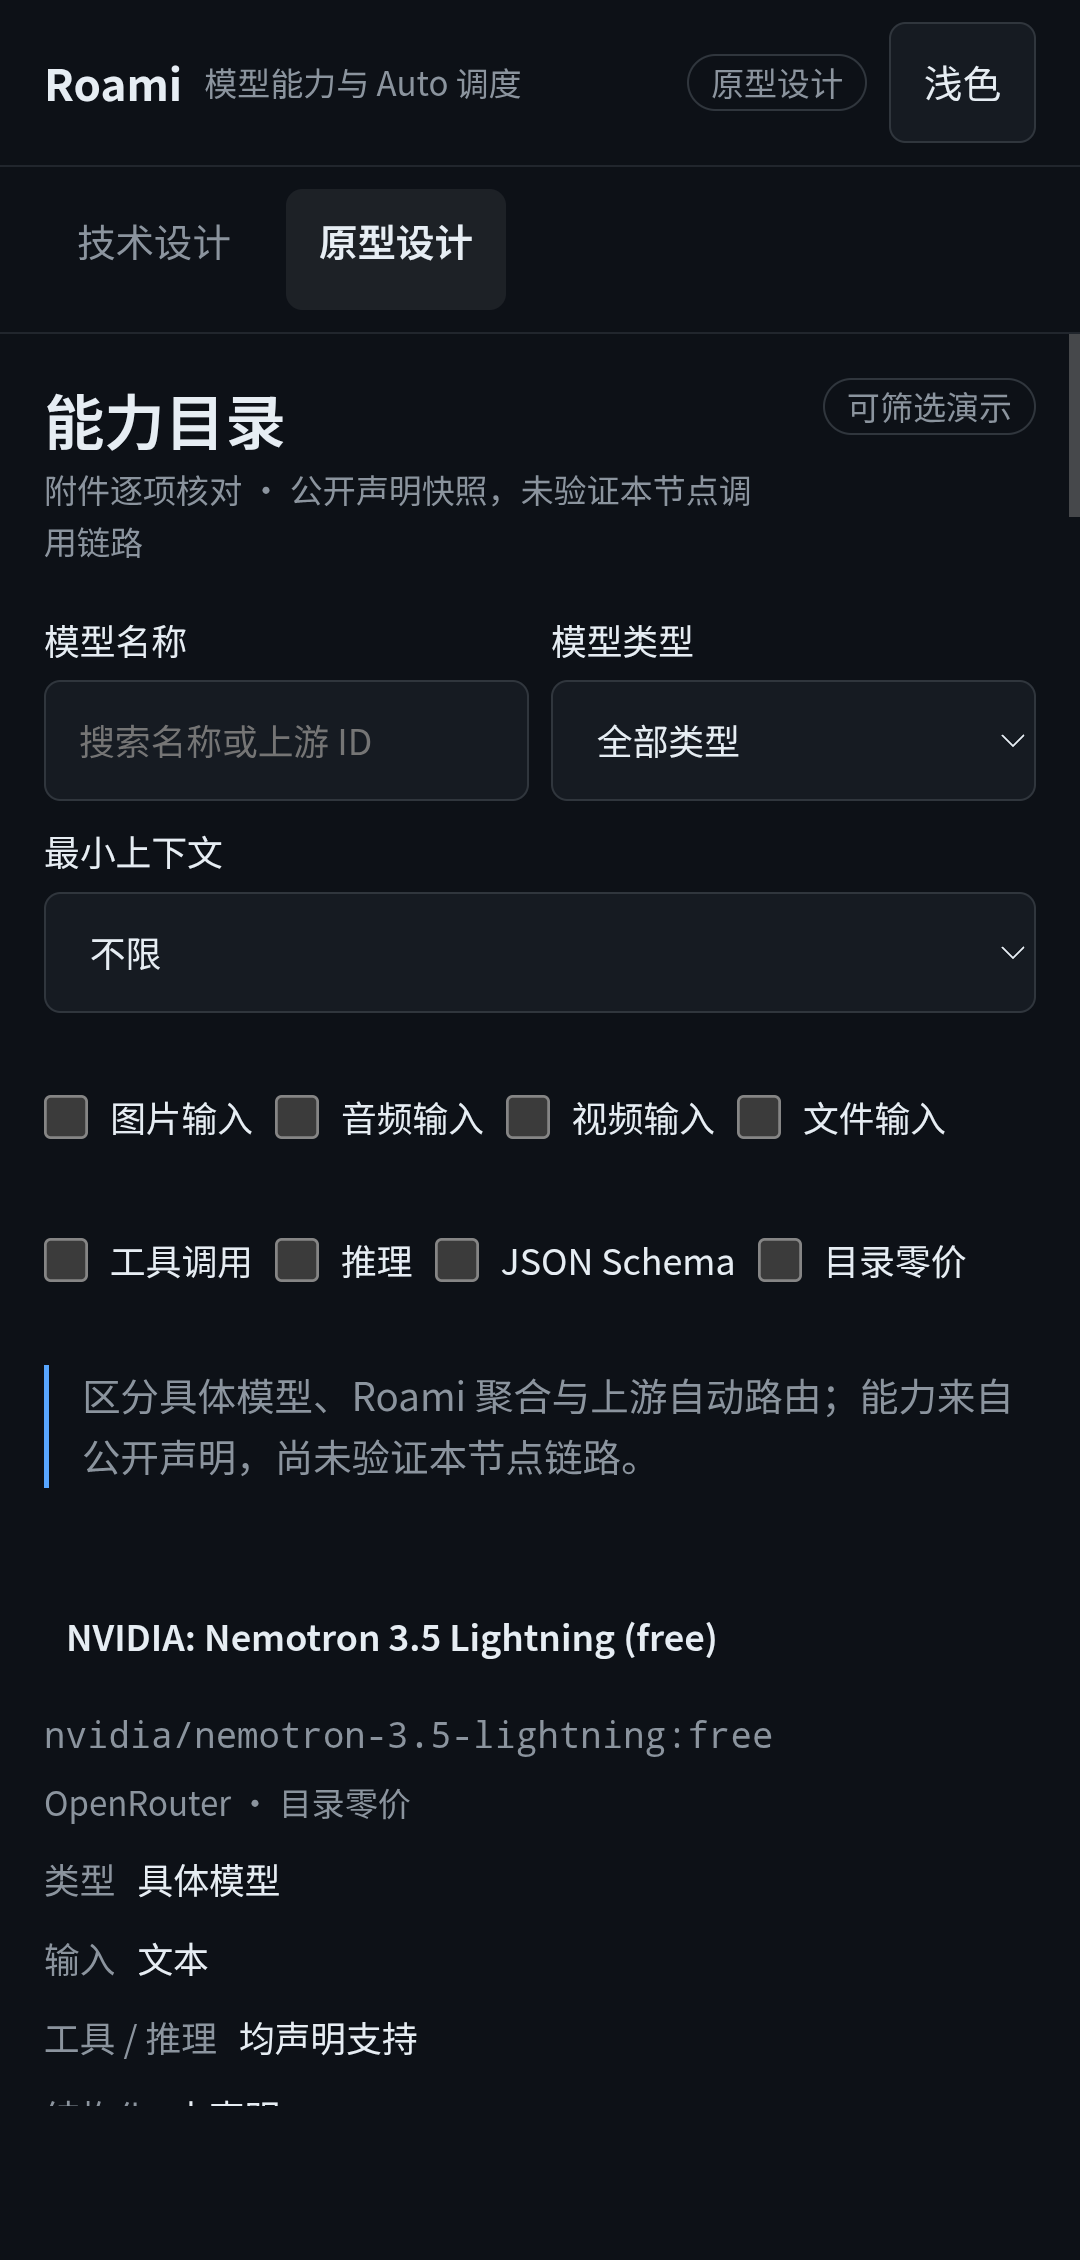 Roami 模型能力与 Auto 调度
原型设计
浅色
技术设计
原型设计
能力目录
可筛选演示
附件逐项核对 · 公开声明快照，未验证本节点调
用链路
模型名称
模型类型
搜索名称或上游 ID
全部类型
最小上下文
不限
图片输入 音频输入 视频输入 文件输入
工具调用 推理 JSON Schema 目录零价
区分具体模型、Roami 聚合与上游自动路由；能力来自
公开声明，尚未验证本节点链路。
NVIDIA: Nemotron 3.5 Lightning (free)
nvidia/nemotron-3.5-lightning:free
OpenRouter · 目录零价
类型 具体模型
输入 文本
工具 / 推理 均声明支持